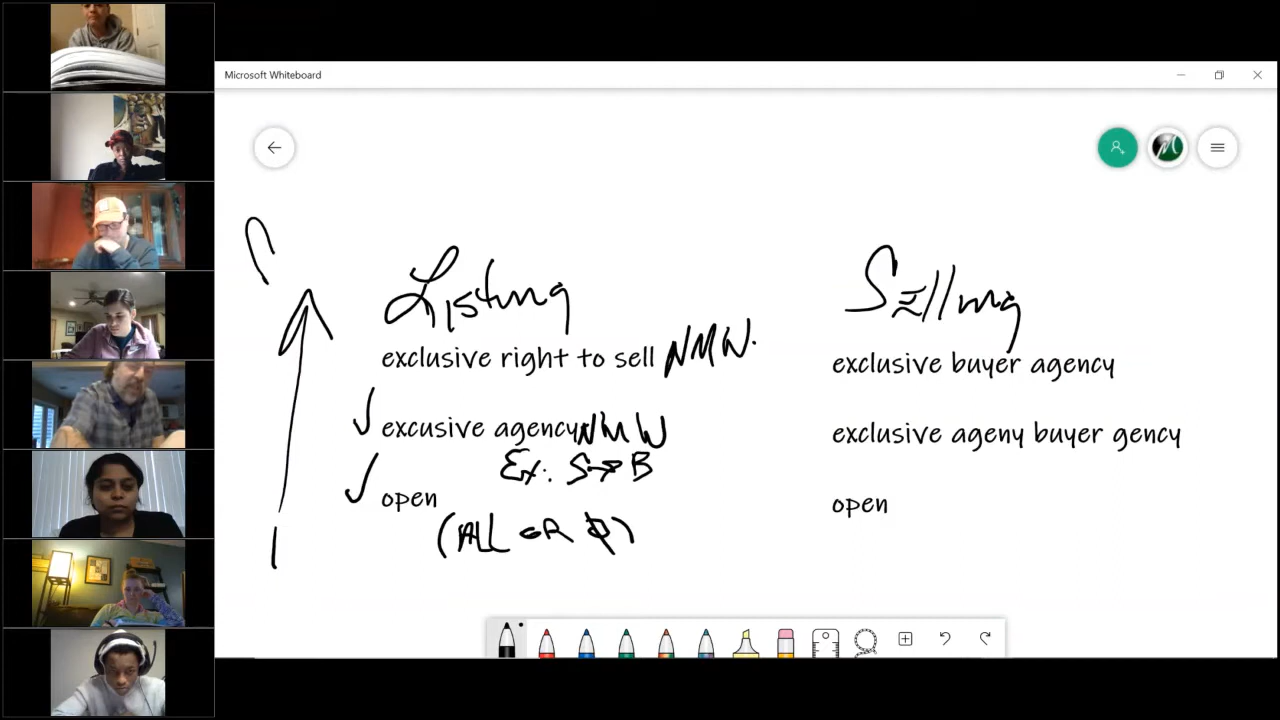 Microsoft Whiteboard
Listing
exclusive right to sell NMW.
excusive agency NMW
Ex: S→B
open
(ALL OR Φ)
Selling
exclusive buyer agency
exclusive ageny buyer gency
open